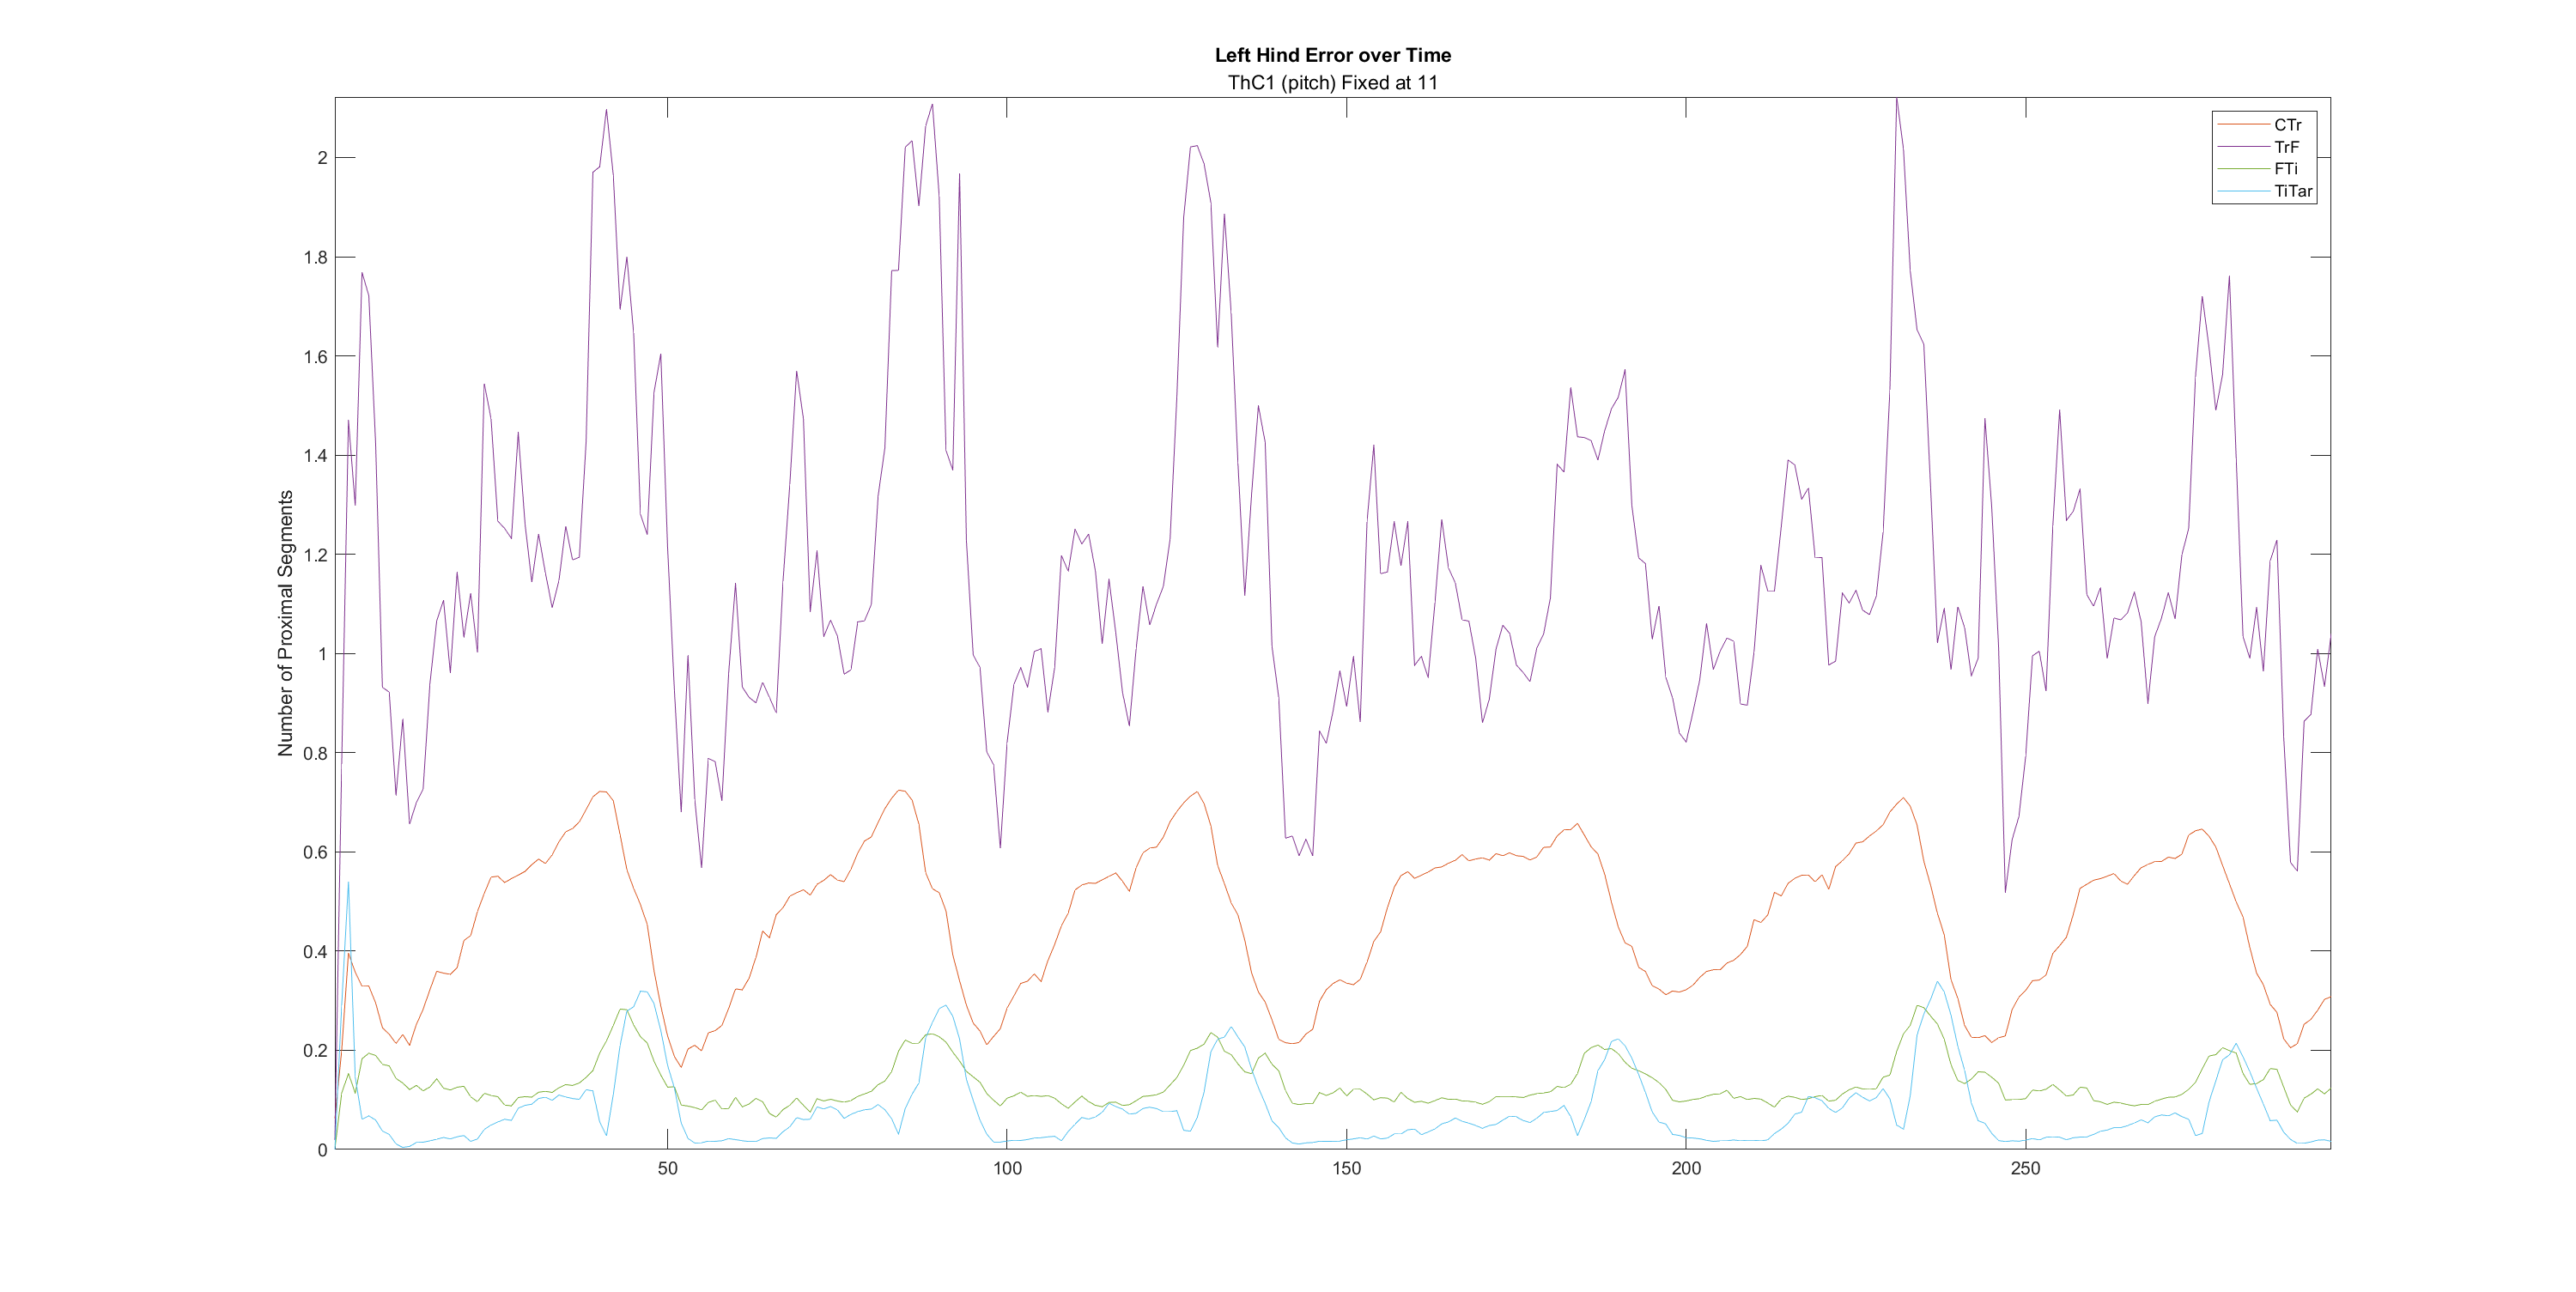 Left Hind Error over Time
ThC1 (pitch) Fixed at 11
CTr
TrF
FTi
TiTar
Number of Proximal Segments
2
1.8
1.6
1.4
1.2
1
0.8
0.6
0.4
0.2
0
50
100
150
200
250